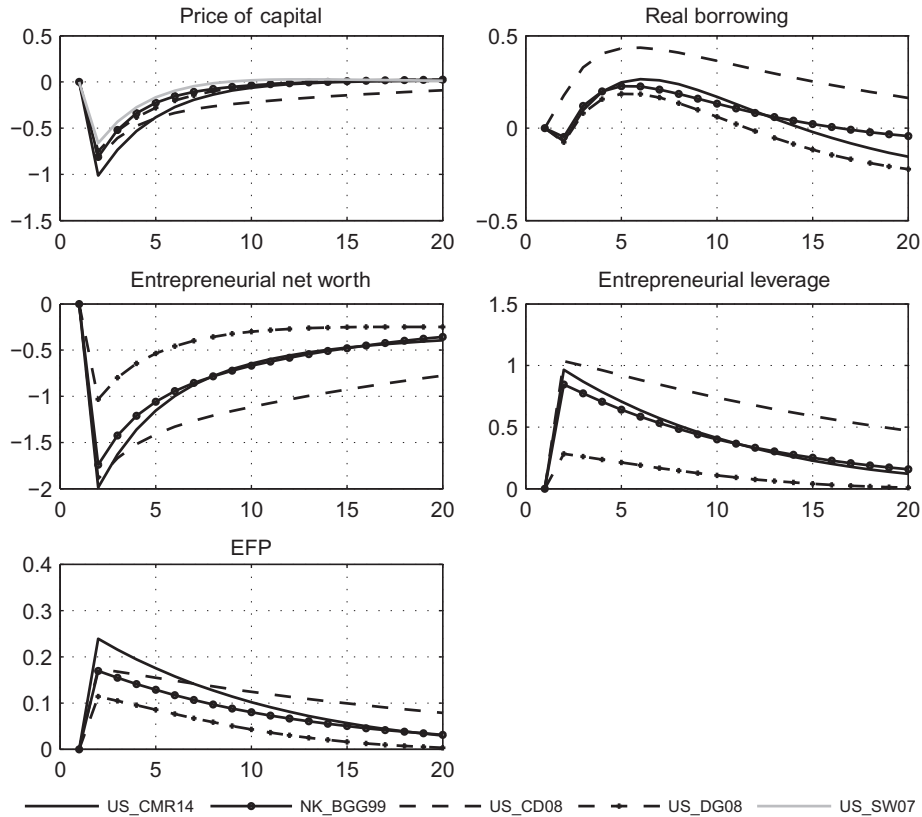 Price of capital
Real borrowing
0.5
0
−0.5
−1
−1.5
0 5 10 15 20
0.5
0
−0.5
0 5 10 15 20
Entrepreneurial net worth
Entrepreneurial leverage
0
−0.5
−1
−1.5
−2
0 5 10 15 20
1.5
1
0.5
0
0 5 10 15 20
EFP
0.4
0.3
0.2
0.1
0
0 5 10 15 20
US_CMR14 NK_BGG99 US_CD08 US_DG08 US_SW07